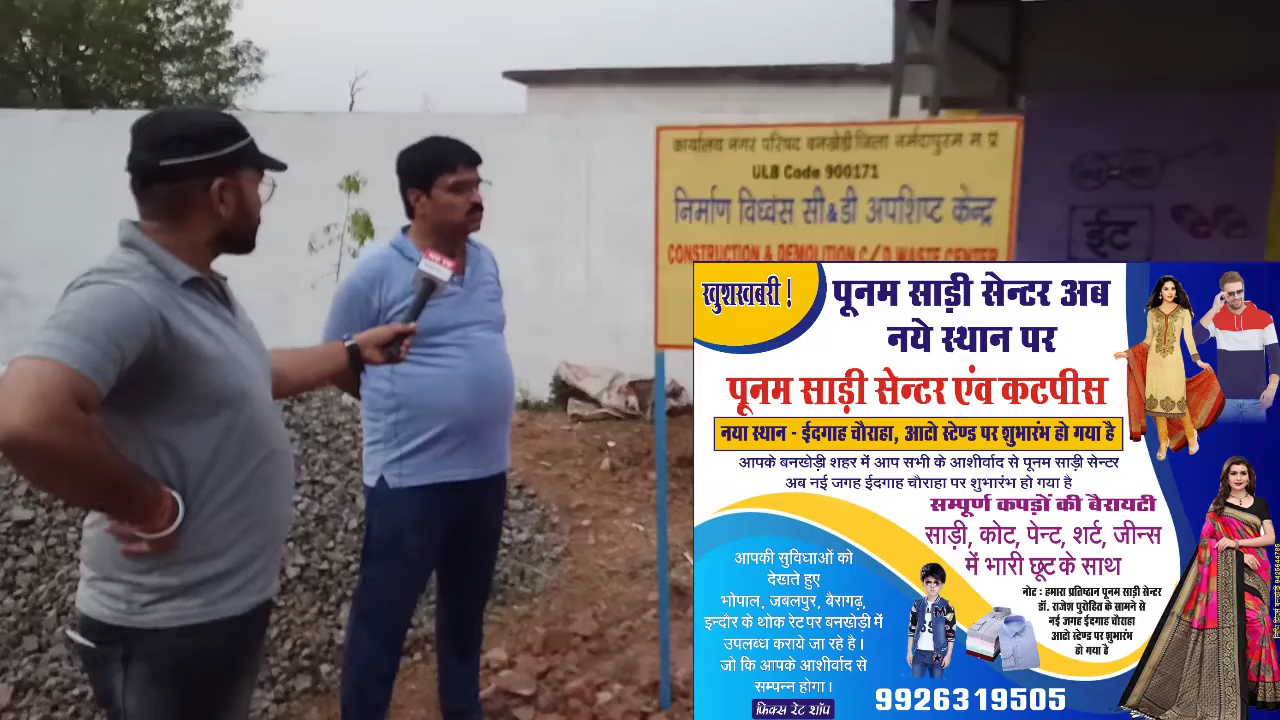 कार्यालय नगर परिषद बनखेड़ी जिला नर्मदापुरम म.प्र
ULB Code 900171
निर्माण विध्वंस सी&डी अपशिष्ट केन्द्र
CONSTRUCTION & DEMOLITION C/D WASTE CENTER
ईट
खुशखबरी !
पूनम साड़ी सेन्टर अब
नये स्थान पर
पूनम साड़ी सेन्टर एंव कटपीस
नया स्थान - ईदगाह चौराहा, आटो स्टेण्ड पर शुभारंभ हो गया है
आपके बनखेड़ी शहर में आप सभी के आशीर्वाद से पूनम साड़ी सेन्टर
अब नई जगह ईदगाह चौराहा पर शुभारंभ हो गया है
सम्पूर्ण कपड़ों की बैरायटी
साड़ी, कोट, पेन्ट, शर्ट, जीन्स
में भारी छूट के साथ
आपकी सुविधाओं को
देखते हुए
भोपाल, जबलपुर, बैरागढ़,
इन्दौर के थोक रेट पर बनखेड़ी में
उपलब्ध कराये जा रहे है ।
जो कि आपके आशीर्वाद से
सम्पन्न होगा ।
फिक्स रेट शॉप
नोट : हमारा प्रतिष्ठान पूनम साड़ी सेन्टर
डॉ. राजेश पुरोहित के सामने से
नई जगह ईदगाह चौराहा
आटो स्टेण्ड पर शुभारंभ
हो गया है
9926319505